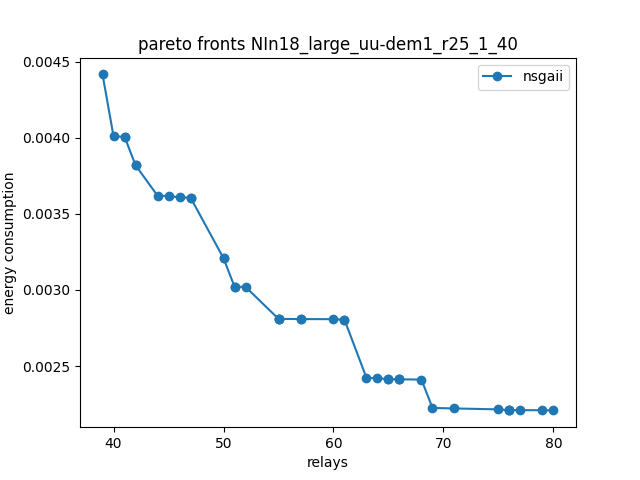 pareto fronts NIn18_large_uu-dem1_r25_1_40
nsgaii
energy consumption
0.0045
0.0040
0.0035
0.0030
0.0025
40 50 60 70 80
relays